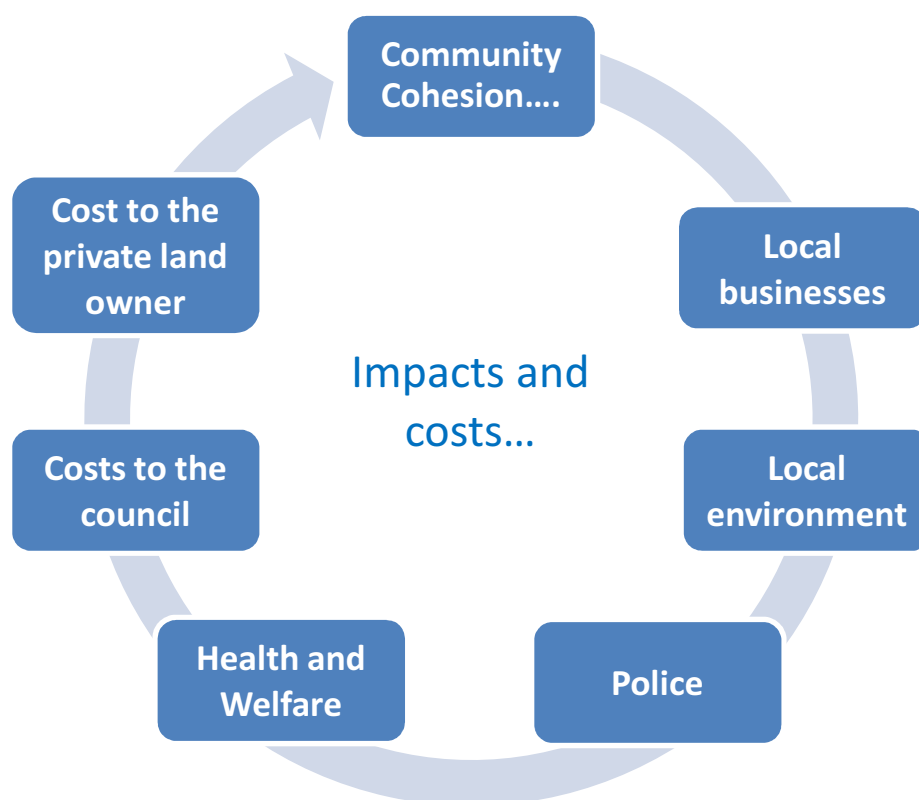 Community
Cohesion....
Local
businesses
Local
environment
Police
Health and
Welfare
Costs to the
council
Cost to the
private land
owner
Impacts and
costs...